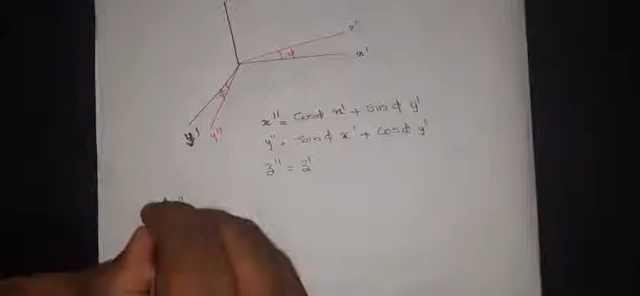 x''
φ
x'
φ
y' y''
x'' = cosφ x' + sinφ y'
y'' = -sinφ x' + cosφ y'
z'' = z'